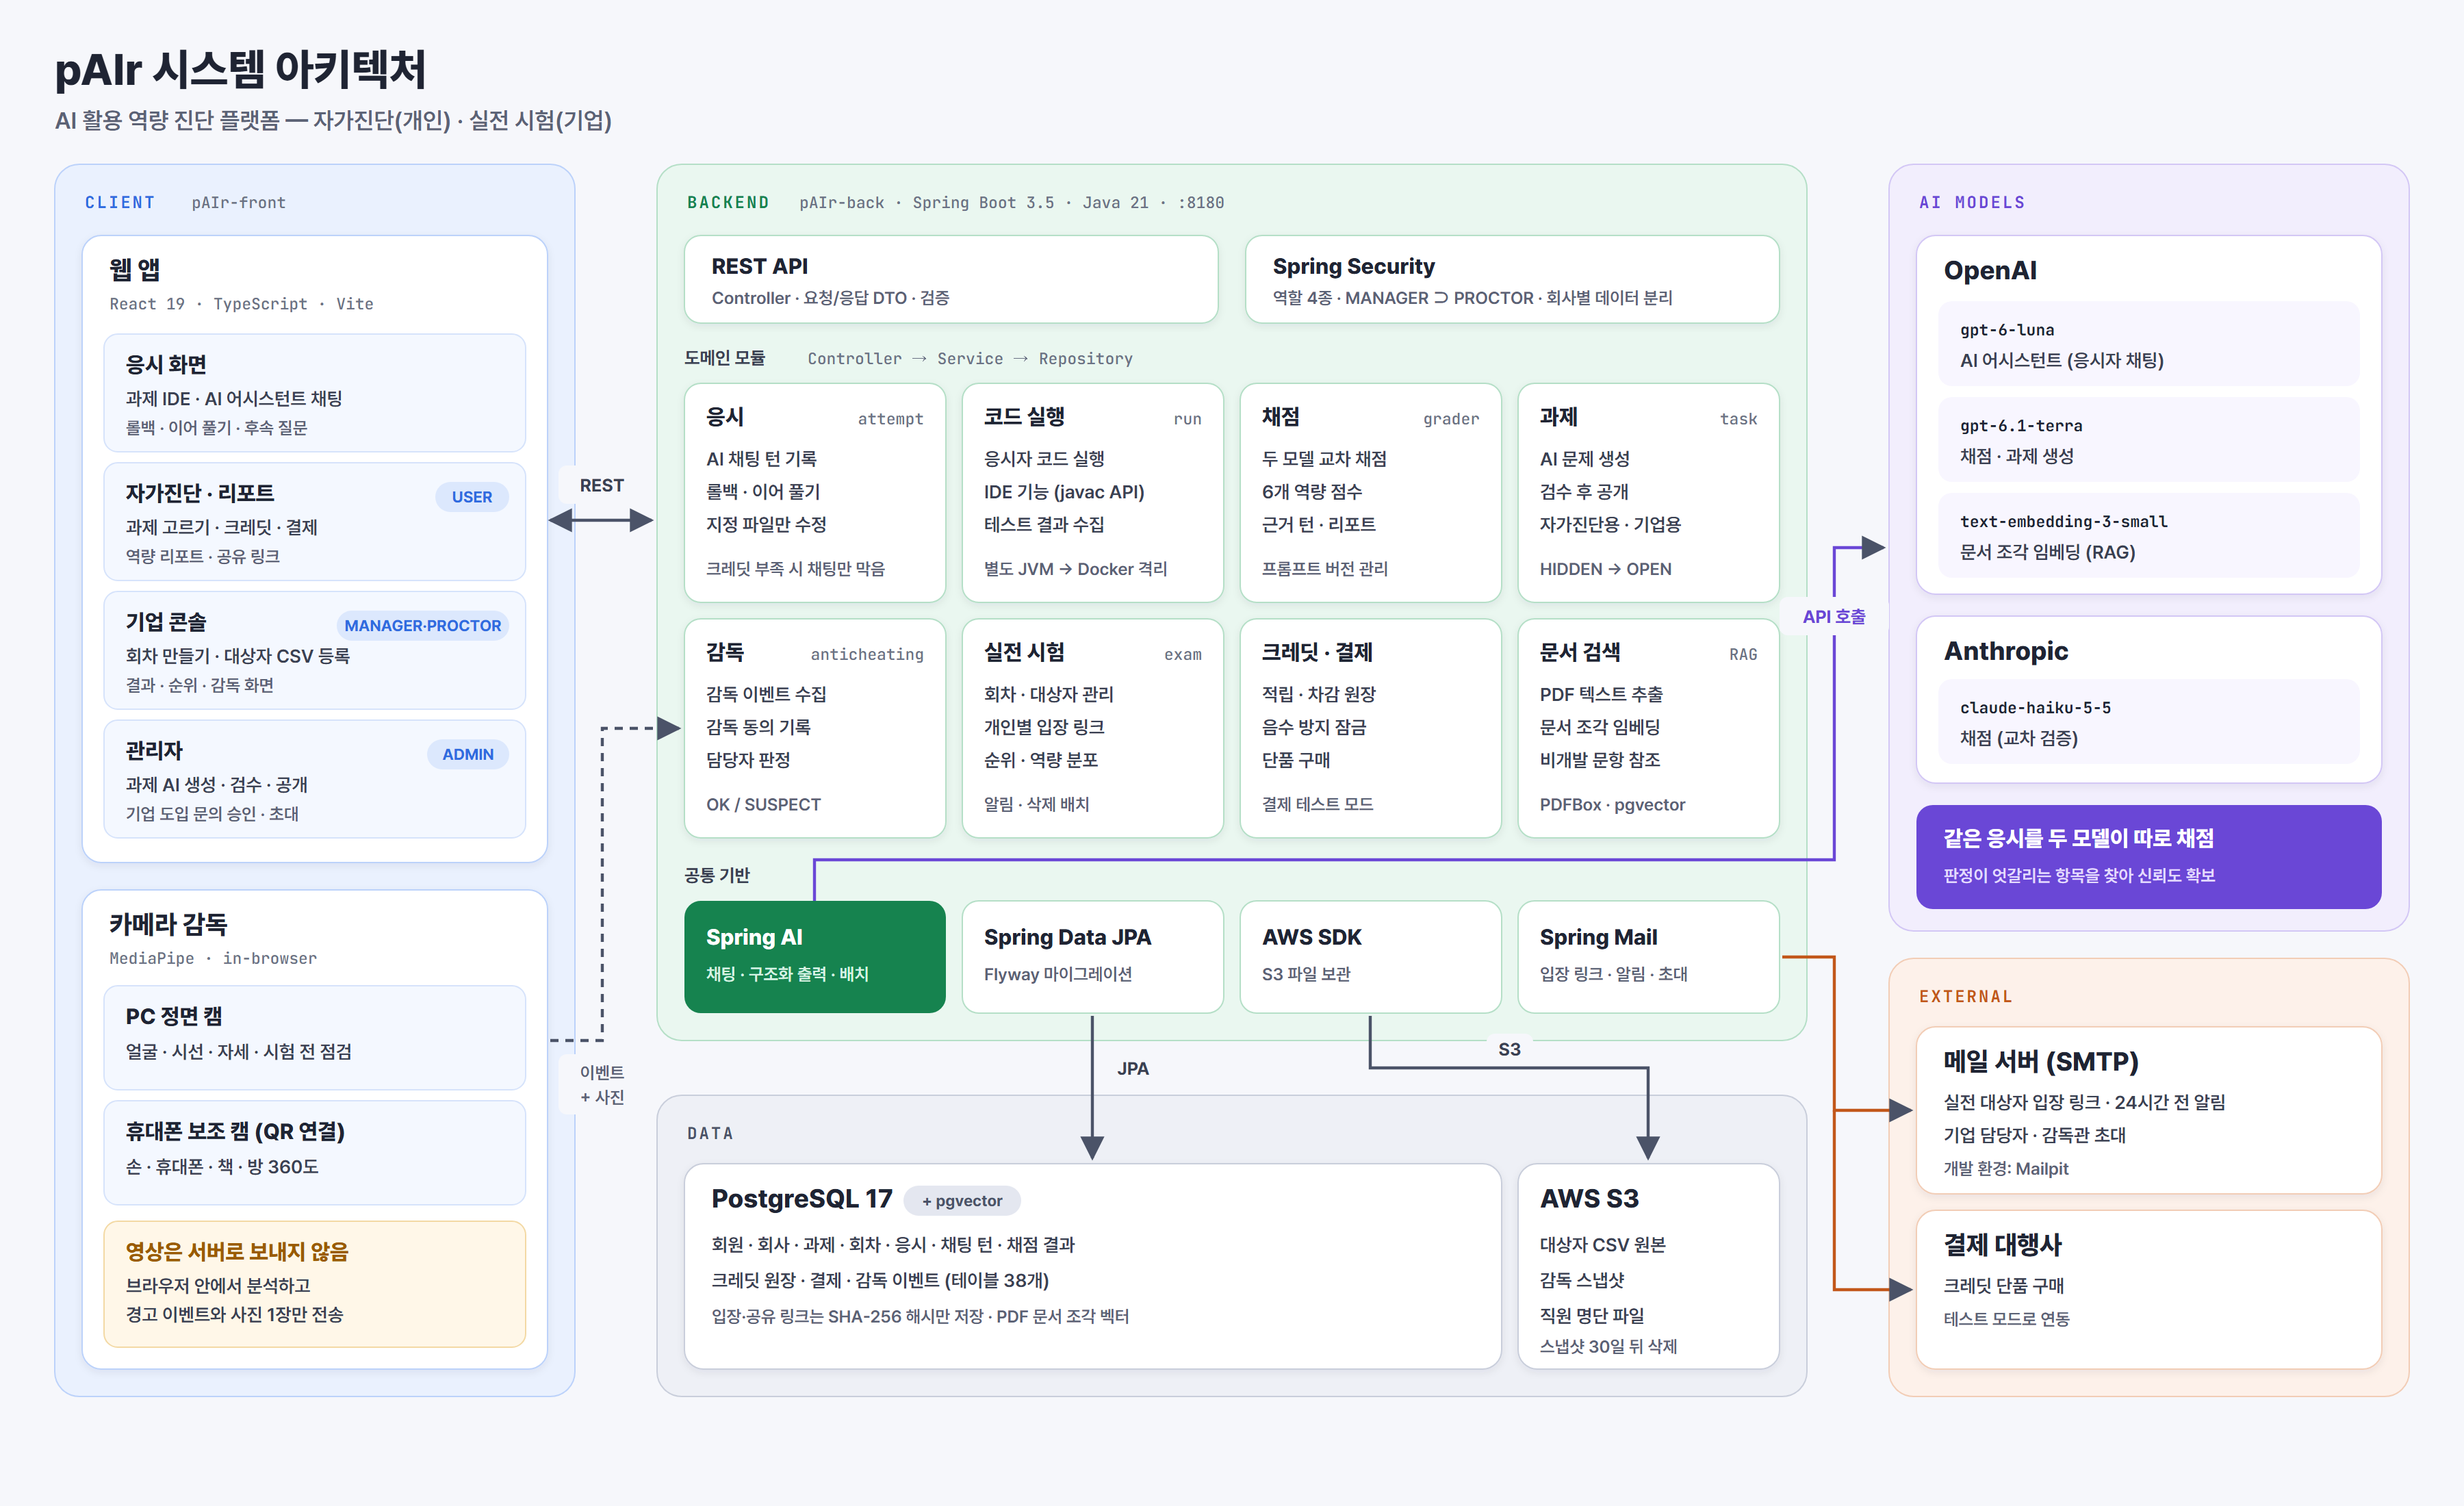 pAIr 시스템 아키텍처
AI 활용 역량 진단 플랫폼 — 자가진단(개인) · 실전 시험(기업)
CLIENT pAIr-front
웹 앱
React 19 · TypeScript · Vite
응시 화면
과제 IDE · AI 어시스턴트 채팅
롤백 · 이어 풀기 · 후속 질문
자가진단 · 리포트 USER
과제 고르기 · 크레딧 · 결제
역량 리포트 · 공유 링크
기업 콘솔 MANAGER·PROCTOR
회차 만들기 · 대상자 CSV 등록
결과 · 순위 · 감독 화면
관리자 ADMIN
과제 AI 생성 · 검수 · 공개
기업 도입 문의 승인 · 초대
카메라 감독
MediaPipe · in-browser
PC 정면 캠
얼굴 · 시선 · 자세 · 시험 전 점검
휴대폰 보조 캠 (QR 연결)
손 · 휴대폰 · 책 · 방 360도
영상은 서버로 보내지 않음
브라우저 안에서 분석하고
경고 이벤트와 사진 1장만 전송
REST
이벤트
+ 사진
BACKEND pAIr-back · Spring Boot 3.5 · Java 21 · :8180
REST API
Controller · 요청/응답 DTO · 검증
Spring Security
역할 4종 · MANAGER ⊃ PROCTOR · 회사별 데이터 분리
도메인 모듈 Controller → Service → Repository
응시 attempt
AI 채팅 턴 기록
롤백 · 이어 풀기
지정 파일만 수정
크레딧 부족 시 채팅만 막음
코드 실행 run
응시자 코드 실행
IDE 기능 (javac API)
테스트 결과 수집
별도 JVM → Docker 격리
채점 grader
두 모델 교차 채점
6개 역량 점수
근거 턴 · 리포트
프롬프트 버전 관리
과제 task
AI 문제 생성
검수 후 공개
자가진단용 · 기업용
HIDDEN → OPEN
감독 anticheating
감독 이벤트 수집
감독 동의 기록
담당자 판정
OK / SUSPECT
실전 시험 exam
회차 · 대상자 관리
개인별 입장 링크
순위 · 역량 분포
알림 · 삭제 배치
크레딧 · 결제
적립 · 차감 원장
음수 방지 잠금
단품 구매
결제 테스트 모드
문서 검색 RAG
PDF 텍스트 추출
문서 조각 임베딩
비개발 문항 참조
PDFBox · pgvector
공통 기반
Spring AI
채팅 · 구조화 출력 · 배치
Spring Data JPA
Flyway 마이그레이션
AWS SDK
S3 파일 보관
Spring Mail
입장 링크 · 알림 · 초대
JPA
S3
API 호출
DATA
PostgreSQL 17 + pgvector
회원 · 회사 · 과제 · 회차 · 응시 · 채팅 턴 · 채점 결과
크레딧 원장 · 결제 · 감독 이벤트 (테이블 38개)
입장·공유 링크는 SHA-256 해시만 저장 · PDF 문서 조각 벡터
AWS S3
대상자 CSV 원본
감독 스냅샷
직원 명단 파일
스냅샷 30일 뒤 삭제
AI MODELS
OpenAI
gpt-6-luna
AI 어시스턴트 (응시자 채팅)
gpt-6.1-terra
채점 · 과제 생성
text-embedding-3-small
문서 조각 임베딩 (RAG)
Anthropic
claude-haiku-5-5
채점 (교차 검증)
같은 응시를 두 모델이 따로 채점
판정이 엇갈리는 항목을 찾아 신뢰도 확보
EXTERNAL
메일 서버 (SMTP)
실전 대상자 입장 링크 · 24시간 전 알림
기업 담당자 · 감독관 초대
개발 환경: Mailpit
결제 대행사
크레딧 단품 구매
테스트 모드로 연동